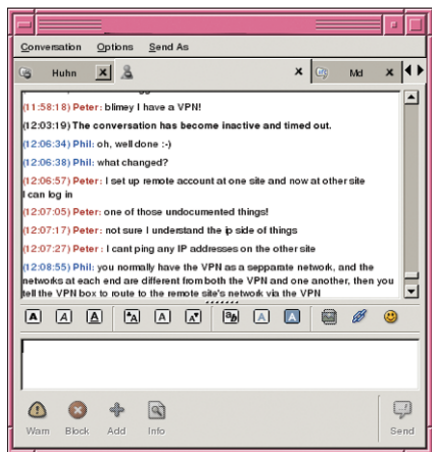 Conversation Options Send As
Huhn Md
(11:58:18) Peter: blimey I have a VPN!
(12:03:19) The conversation has become inactive and timed out.
(12:06:34) Phil: oh, well done :-)
(12:06:38) Phil: what changed?
(12:06:57) Peter: I set up remote account at one site and now at other site
I can log in
(12:07:05) Peter: one of those undocumented things!
(12:07:17) Peter: not sure I understand the ip side of things
(12:07:27) Peter: I cant ping any IP addresses on the other site
(12:08:55) Phil: you normally have the VPN as a sepparate network, and the
networks at each end are different from both the VPN and one another, then you
tell the VPN box to route to the remote site's network via the VPN
Warn Block Add Info Send